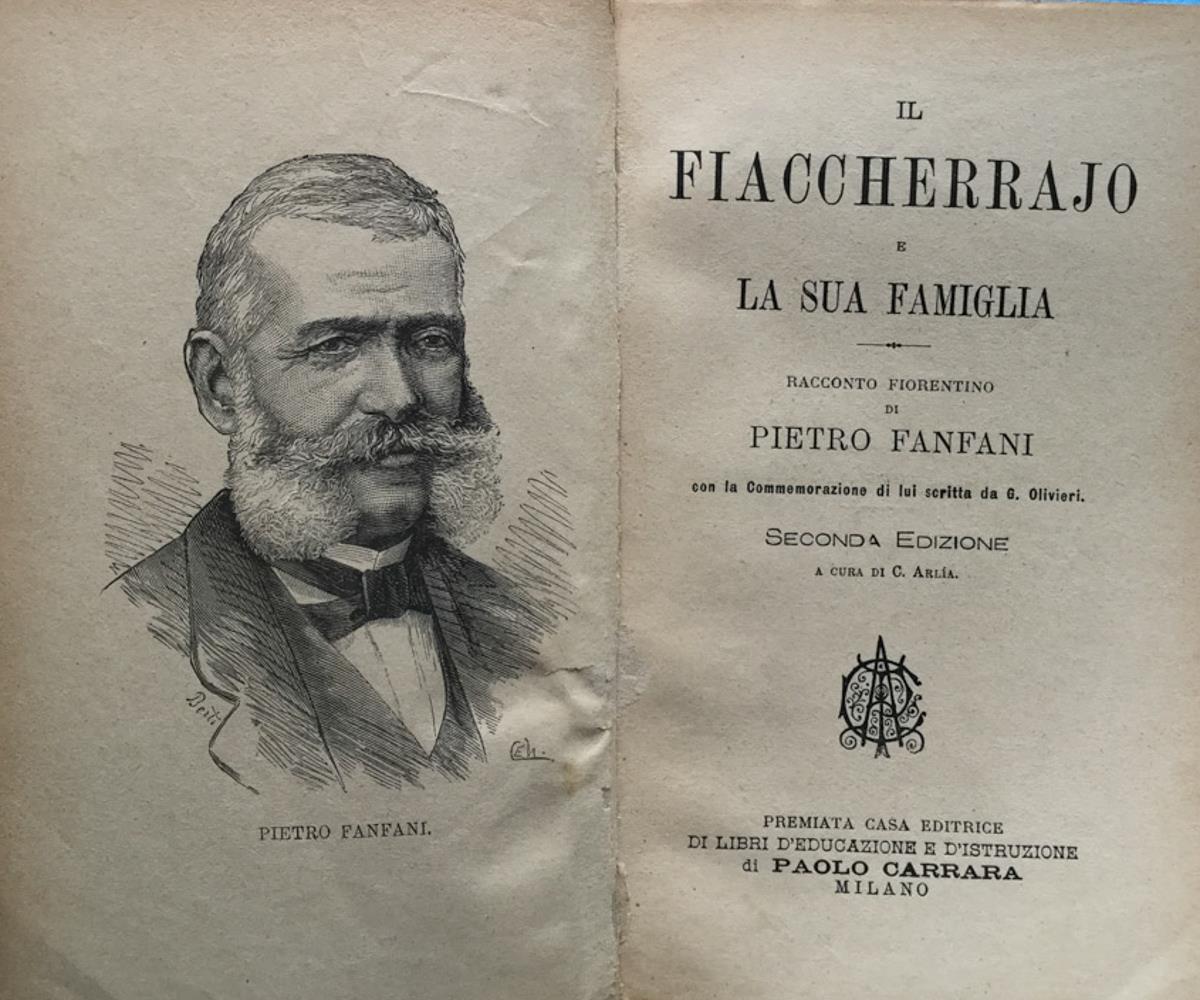 PIETRO FANFANI.
IL
FIACCHERRAJO
E
LA SUA FAMIGLIA
RACCONTO FIORENTINO
DI
PIETRO FANFANI
con la Commemorazione di lui scritta da G. Olivieri.
SECONDA EDIZIONE
A CURA DI C. ARLÍA.
PREMIATA CASA EDITRICE
DI LIBRI D'EDUCAZIONE E D'ISTRUZIONE
di PAOLO CARRARA
MILANO